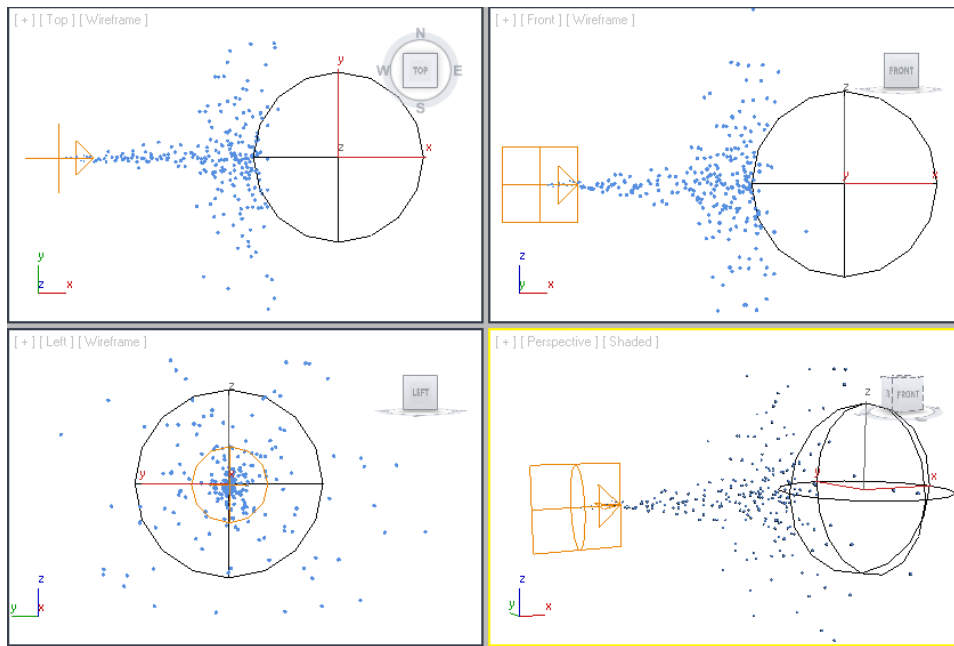 [ + ] [ Top ] [ Wireframe ]
N
W TOP E
S
y
z x
y
z x
[ + ] [ Front ] [ Wireframe ]
FRONT
z
y x
z
y x
[ + ] [ Left ] [ Wireframe ]
LEFT
z
y x
z
y x
[ + ] [ Perspective ] [ Shaded ]
FRONT
z
y x
z
y x